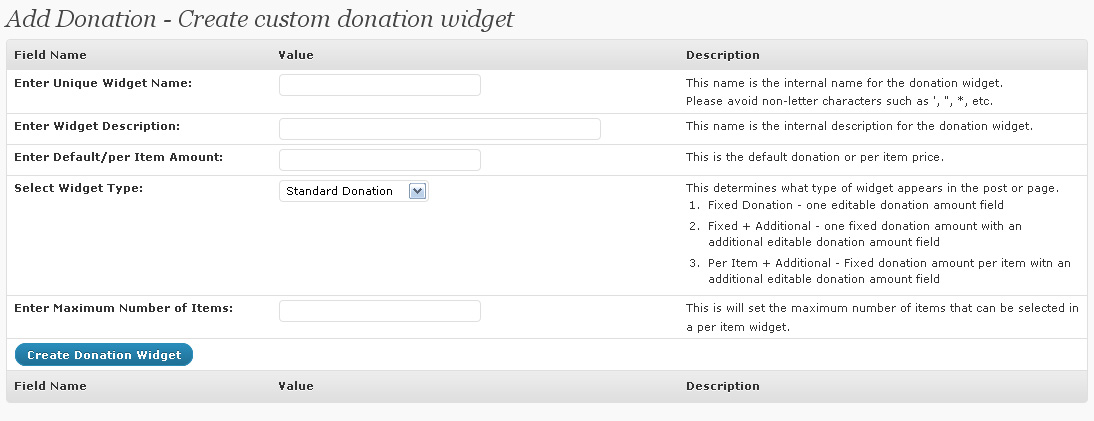 Add Donation - Create custom donation widget
Field Name Value Description
Enter Unique Widget Name: This name is the internal name for the donation widget.
Please avoid non-letter characters such as ', ", *, etc.
Enter Widget Description: This name is the internal description for the donation widget.
Enter Default/per Item Amount: This is the default donation or per item price.
Select Widget Type: Standard Donation This determines what type of widget appears in the post or page.
1. Fixed Donation - one editable donation amount field
2. Fixed + Additional - one fixed donation amount with an
additional editable donation amount field
3. Per Item + Additional - Fixed donation amount per item witn an
additional editable donation amount field
Enter Maximum Number of Items: This is will set the maximum number of items that can be selected in
a per item widget.
Create Donation Widget
Field Name Value Description